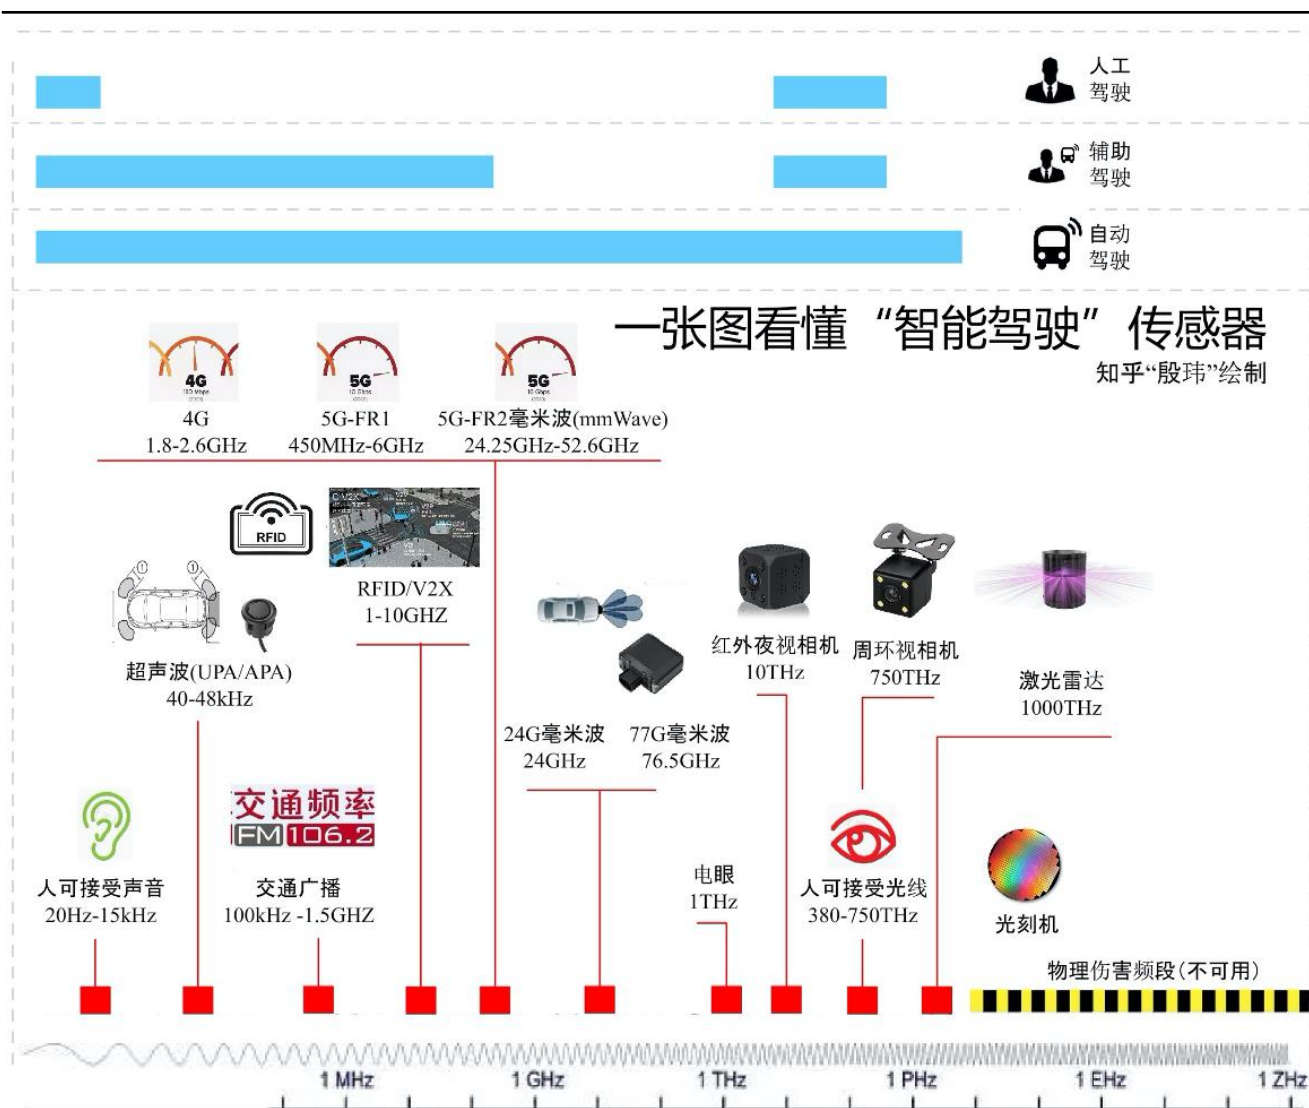 人工
驾驶
辅助
驾驶
自动
驾驶
一张图看懂“智能驾驶”传感器
知乎“殷玮”绘制
4G
5G
5G
4G
1.8-2.6GHz
5G-FR1
450MHz-6GHz
5G-FR2毫米波(mmWave)
24.25GHz-52.6GHz
RFID
RFID/V2X
1-10GHZ
超声波(UPA/APA)
40-48kHz
24G毫米波
24GHz
77G毫米波
76.5GHz
红外夜视相机
10THz
周环视相机
750THz
激光雷达
1000THz
人可接受声音
20Hz-15kHz
交通频率
FM 106.2
交通广播
100kHz -1.5GHZ
电眼
1THz
人可接受光线
380-750THz
光刻机
物理伤害频段(不可用)
1 MHz
1 GHz
1 THz
1 PHz
1 EHz
1 ZHz